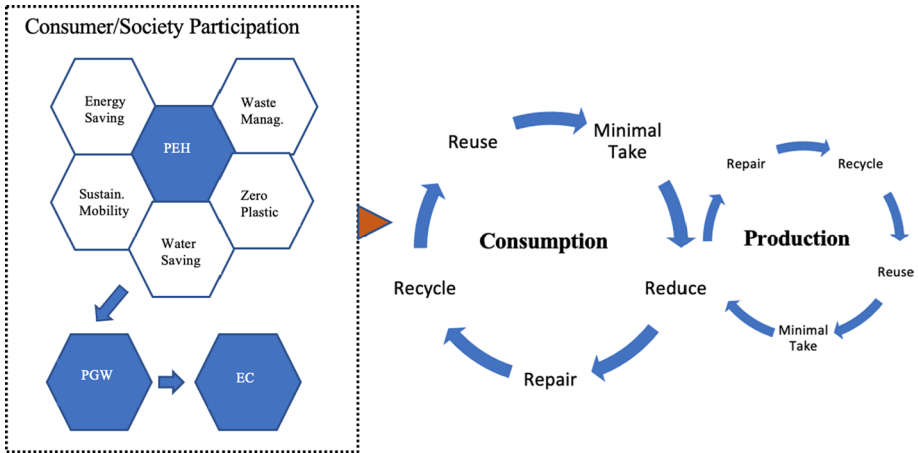 Consumer/Society Participation
Energy
Saving
Waste
Manag.
PEH
Sustain.
Mobility
Zero
Plastic
Water
Saving
PGW
EC
Reuse
Minimal
Take
Consumption
Recycle
Reduce
Repair
Repair
Recycle
Production
Reuse
Minimal
Take